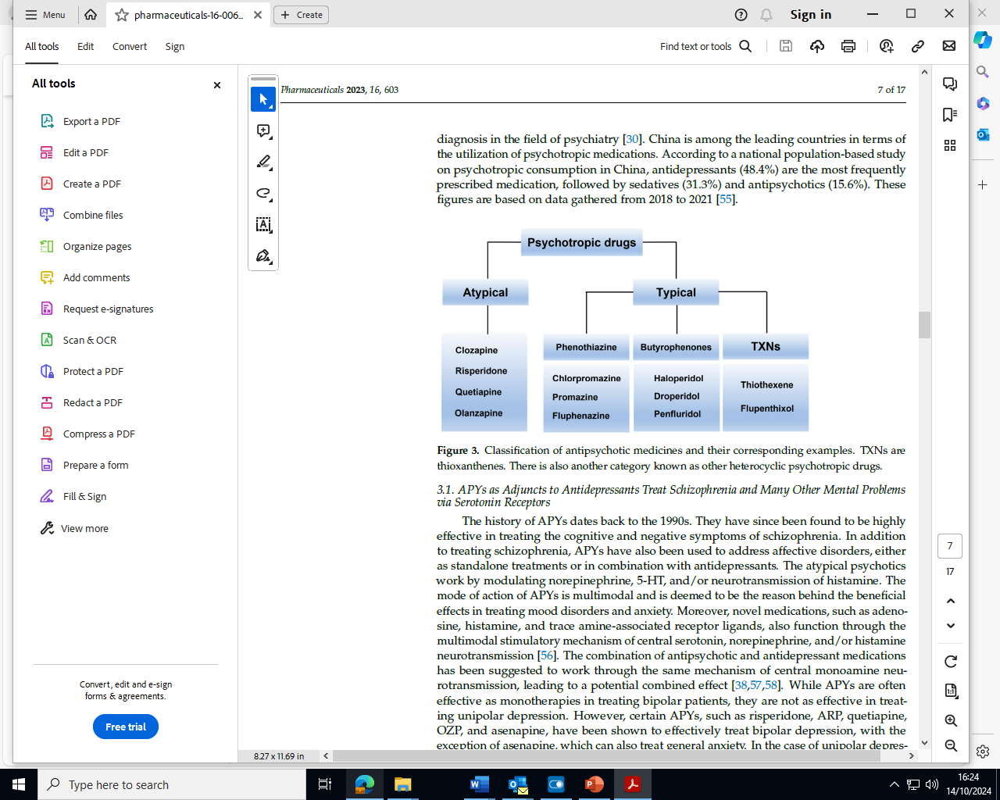 Menu
pharmaceuticals-16-006...
Create
Sign in
All tools
Edit
Convert
Sign
Find text or tools
All tools
Export a PDF
Edit a PDF
Create a PDF
Combine files
Organize pages
Add comments
Request e-signatures
Scan & OCR
Protect a PDF
Redact a PDF
Compress a PDF
Prepare a form
Fill & Sign
View more
Convert, edit and e-sign
forms & agreements.
Free trial
Pharmaceuticals 2023, 16, 603
7 of 17
diagnosis in the field of psychiatry [30]. China is among the leading countries in terms of
the utilization of psychotropic medications. According to a national population-based study
on psychotropic consumption in China, antidepressants (48.4%) are the most frequently
prescribed medication, followed by sedatives (31.3%) and antipsychotics (15.6%). These
figures are based on data gathered from 2018 to 2021 [55].
Psychotropic drugs
Atypical
Typical
Clozapine
Risperidone
Quetiapine
Olanzapine
Phenothiazine
Chlorpromazine
Promazine
Fluphenazine
Butyrophenones
Haloperidol
Droperidol
Penfluridol
TXNs
Thiothexene
Flupenthixol
Figure 3. Classification of antipsychotic medicines and their corresponding examples. TXNs are
thioxanthenes. There is also another category known as other heterocyclic psychotropic drugs.
3.1. APYs as Adjuncts to Antidepressants Treat Schizophrenia and Many Other Mental Problems
via Serotonin Receptors
The history of APYs dates back to the 1990s. They have since been found to be highly
effective in treating the cognitive and negative symptoms of schizophrenia. In addition
to treating schizophrenia, APYs have also been used to address affective disorders, either
as standalone treatments or in combination with antidepressants. The atypical psychotics
work by modulating norepinephrine, 5-HT, and/or neurotransmission of histamine. The
mode of action of APYs is multimodal and is deemed to be the reason behind the beneficial
effects in treating mood disorders and anxiety. Moreover, novel medications, such as adeno-
sine, histamine, and trace amine-associated receptor ligands, also function through the
multimodal stimulatory mechanism of central serotonin, norepinephrine, and/or histamine
neurotransmission [56]. The combination of antipsychotic and antidepressant medications
has been suggested to work through the same mechanism of central monoamine neu-
rotransmission, leading to a potential combined effect [38,57,58]. While APYs are often
effective as monotherapies in treating bipolar patients, they are not as effective in treat-
ing unipolar depression. However, certain APYs, such as risperidone, ARP, quetiapine,
OZP, and asenapine, have been shown to effectively treat bipolar depression, with the
exception of asenapine, which can also treat general anxiety. In the case of unipolar depres-
8.27 x 11.69 in
7
17
1:1
Type here to search
16:24
14/10/2024